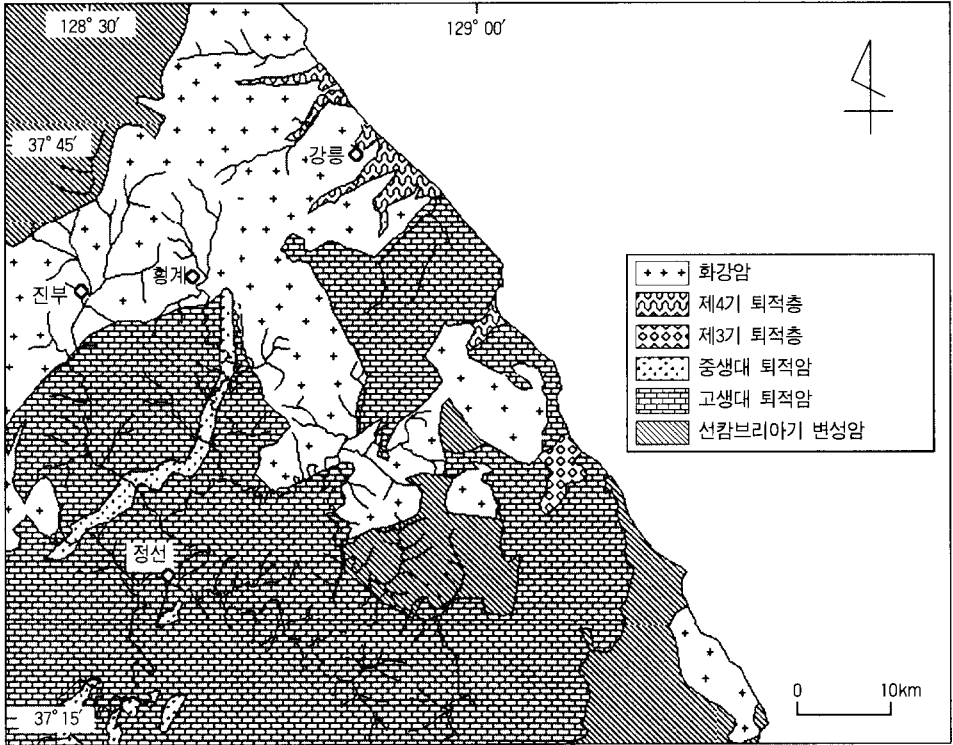 128° 30′
129° 00′
37° 45′
강릉
횡계
진부
화강암
제4기 퇴적층
제3기 퇴적층
중생대 퇴적암
고생대 퇴적암
선캄브리아기 변성암
정선
37° 15′
0 10km